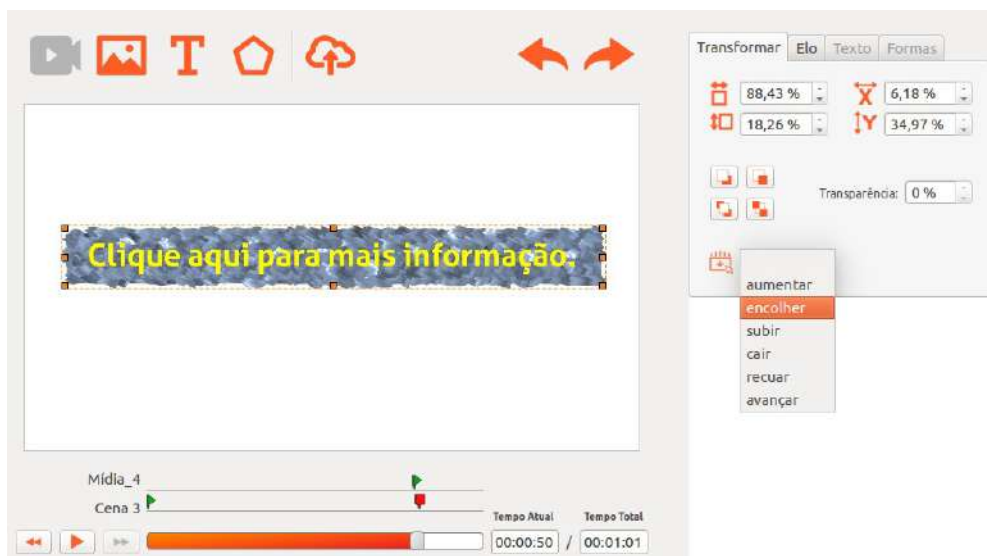 T
Transformar Elo Texto Formas
88,43 % X 6,18 %
18,26 % Y 34,97 %
Transparência: 0 %
Clique aqui para mais informação.
aumentar
encolher
subir
cair
recuar
avançar
Mídia_4
Cena 3
Tempo Atual Tempo Total
00:00:50 / 00:01:01